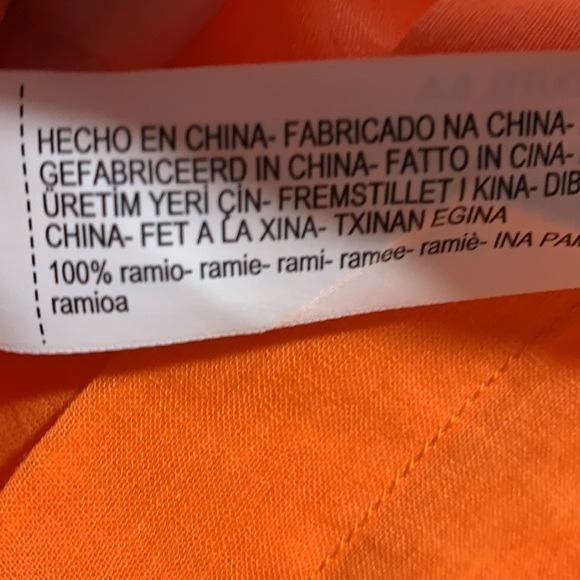 HECHO EN CHINA- FABRICADO NA CHINA-
GEFABRICEERD IN CHINA- FATTO IN CINA-
ÜRETİM YERİ ÇİN- FREMSTILLET I KINA- DIB
CHINA- FET A LA XINA- TXINAN EGINA
100% ramio- ramie- rami- ramee- ramiè- INA
ramioa